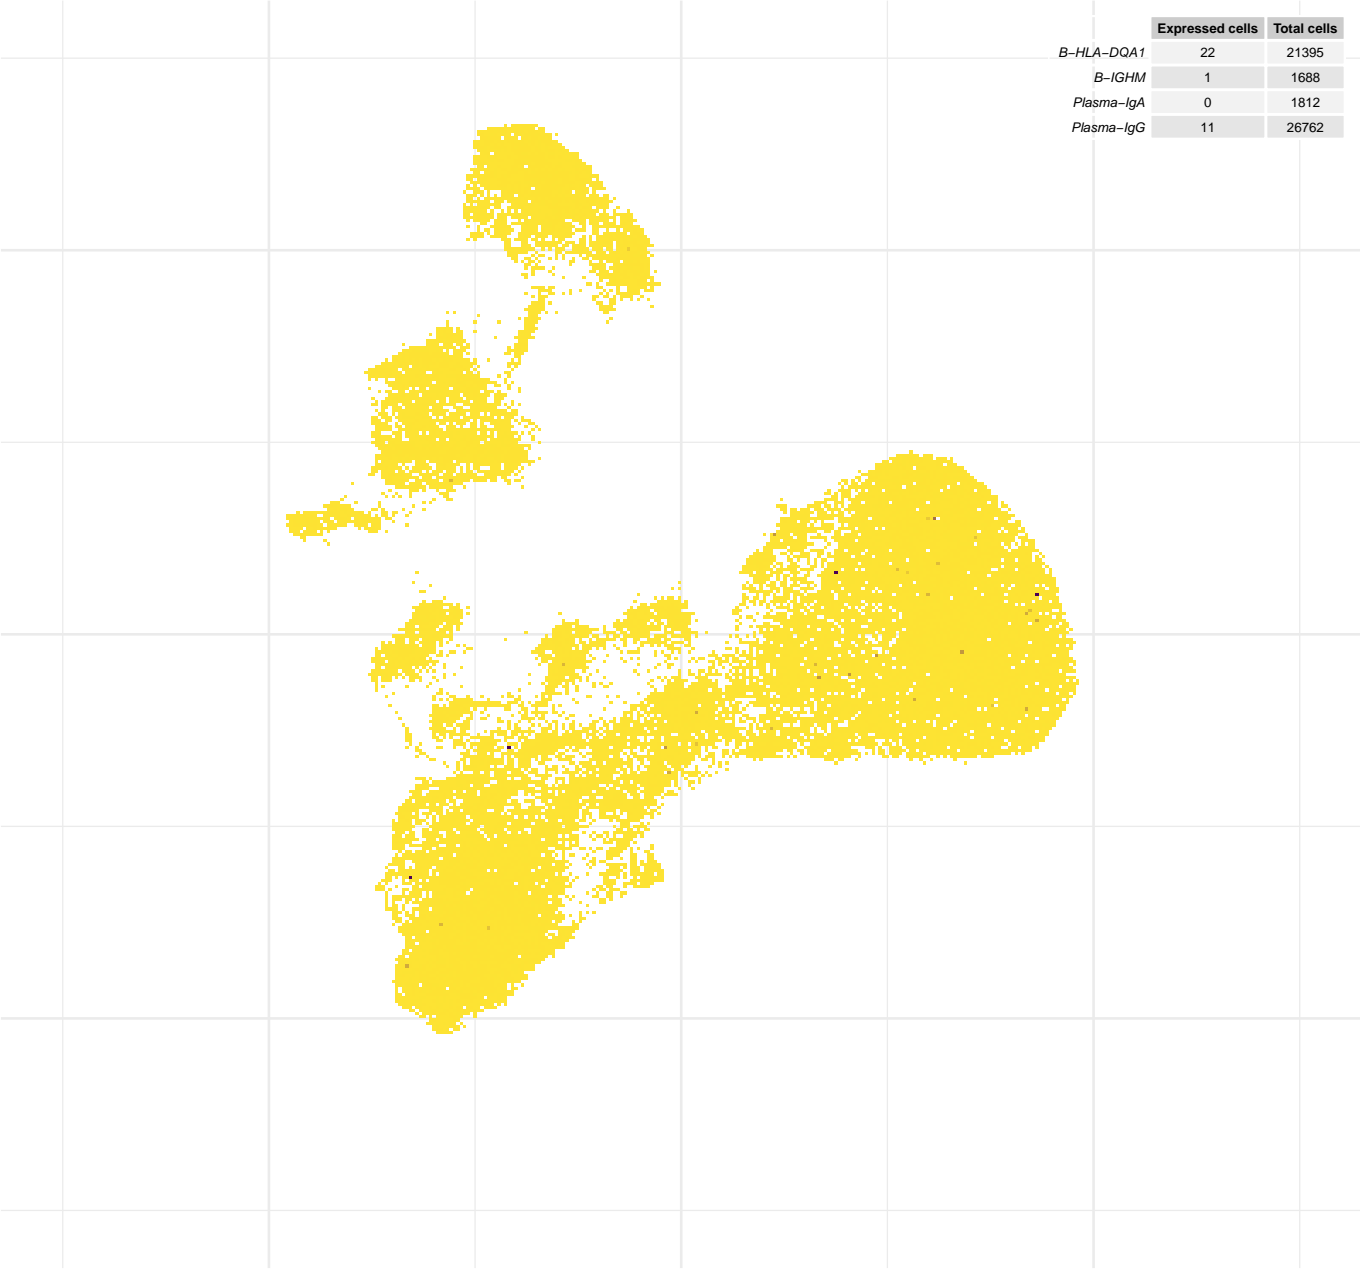 Expressed cells Total cells
B−HLA−DQA1 22 21395
B−IGHM 1 1688
Plasma−IgA 0 1812
Plasma−IgG 11 26762